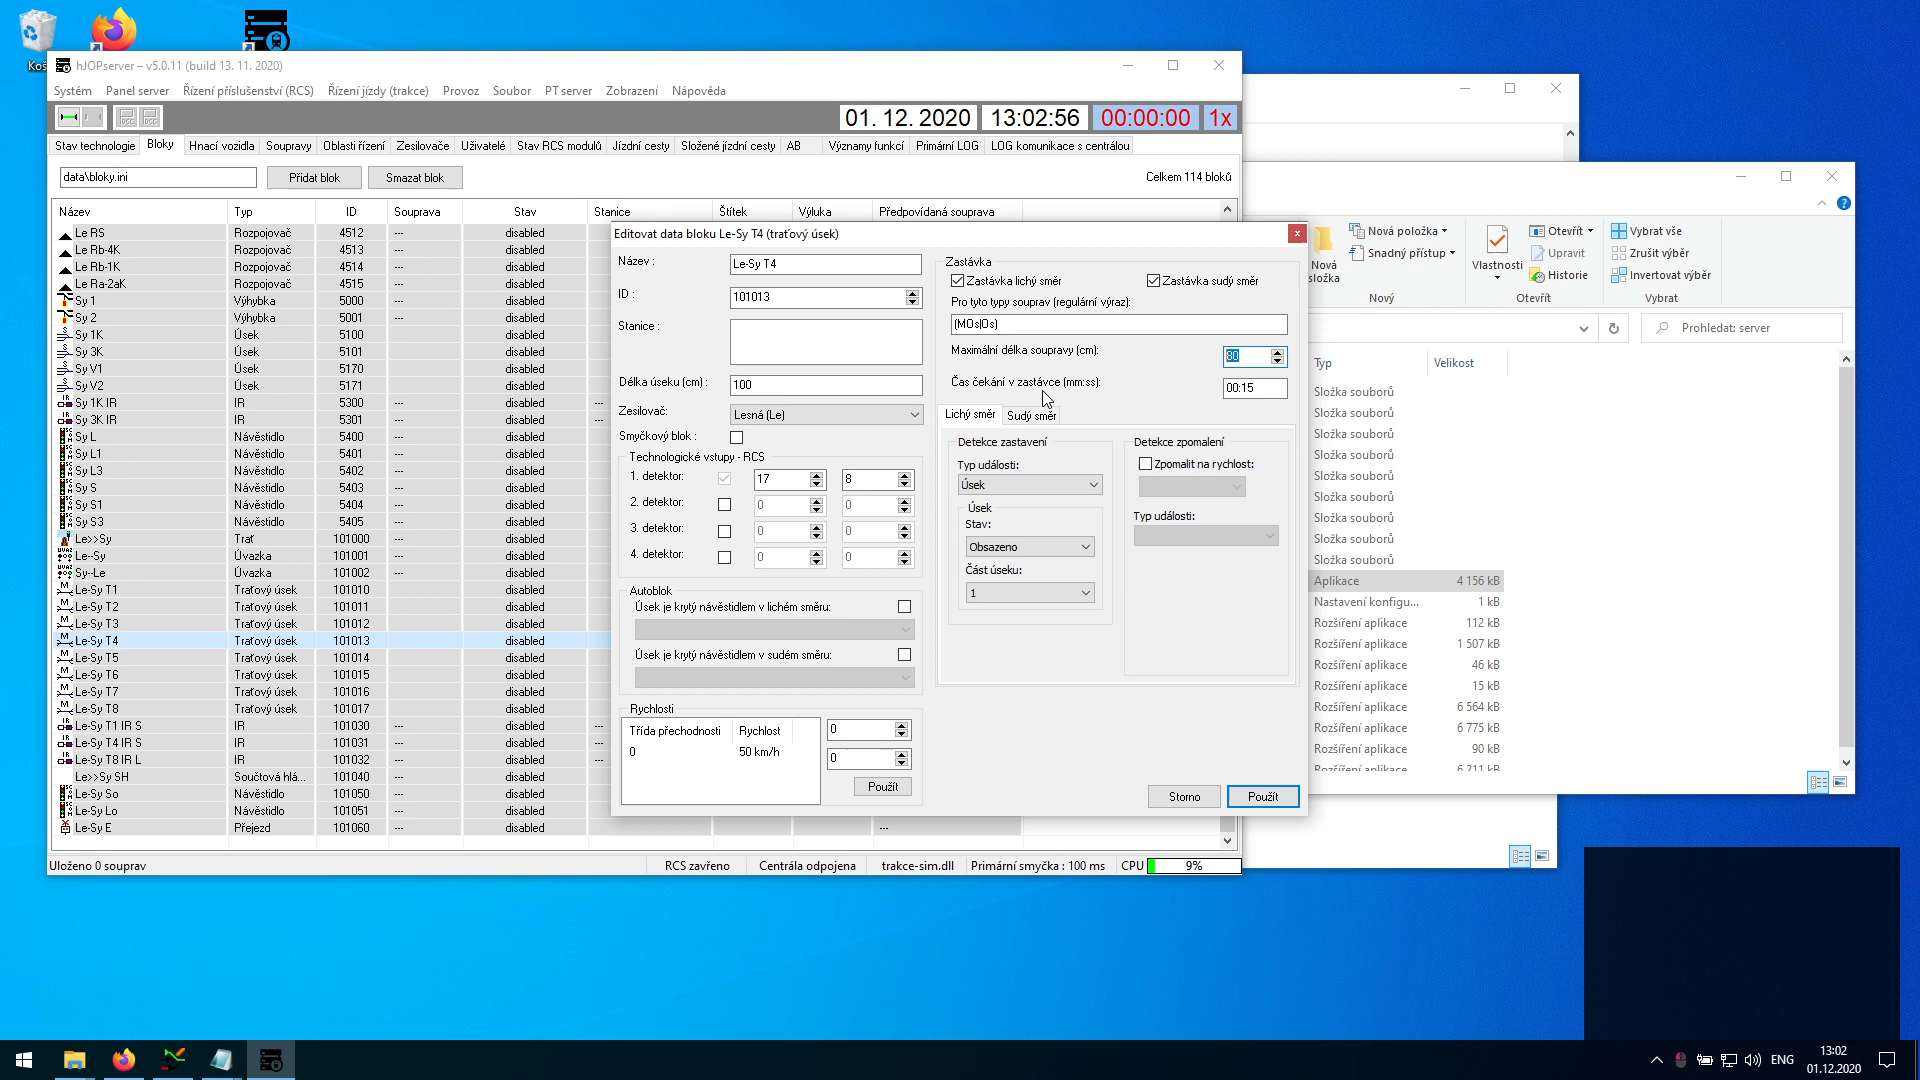 Koš
hJOPserver – v5.0.11 (build 13. 11. 2020)
Systém Panel server Řízení příslušenství (RCS) Řízení jízdy (trakce) Provoz Soubor PT server Zobrazení Nápověda
01. 12. 2020 13:02:56 00:00:00 1x
Stav technologie Bloky Hnací vozidla Soupravy Oblasti řízení Zesilovače Uživatelé Stav RCS modulů Jízdní cesty Složené jízdní cesty AB Významy funkcí Primární LOG LOG komunikace s centrálou
data\bloky.ini Přidat blok Smazat blok Celkem 114 bloků
Název Typ ID Souprava Stav Stanice Štítek Výluka Předpovídaná souprava
Le RS Rozpojovač 4512 --- disabled
Le Rb-4K Rozpojovač 4513 --- disabled
Le Rb-1K Rozpojovač 4514 --- disabled
Le Ra-2aK Rozpojovač 4515 --- disabled
Sy 1 Výhybka 5000 --- disabled
Sy 2 Výhybka 5001 --- disabled
Sy 1K Úsek 5100 disabled
Sy 3K Úsek 5101 disabled
Sy V1 Úsek 5170 disabled
Sy V2 Úsek 5171 disabled
Sy 1K IR IR 5300 --- disabled ---
Sy 3K IR IR 5301 --- disabled ---
Sy L Návěstidlo 5400 --- disabled
Sy L1 Návěstidlo 5401 --- disabled
Sy L3 Návěstidlo 5402 --- disabled
Sy S Návěstidlo 5403 --- disabled
Sy S1 Návěstidlo 5404 --- disabled
Sy S3 Návěstidlo 5405 --- disabled
Le>>Sy Trať 101000 --- disabled
Le--Sy Úvazka 101001 --- disabled
Sy--Le Úvazka 101002 --- disabled
Le-Sy T1 Traťový úsek 101010 disabled
Le-Sy T2 Traťový úsek 101011 disabled
Le-Sy T3 Traťový úsek 101012 disabled
Le-Sy T4 Traťový úsek 101013 disabled
Le-Sy T5 Traťový úsek 101014 disabled
Le-Sy T6 Traťový úsek 101015 disabled
Le-Sy T7 Traťový úsek 101016 disabled
Le-Sy T8 Traťový úsek 101017 disabled
Le-Sy T1 IR S IR 101030 --- disabled ---
Le-Sy T4 IR S IR 101031 --- disabled ---
Le-Sy T8 IR L IR 101032 --- disabled ---
Le>>Sy SH Součtová hlá... 101040 --- disabled
Le-Sy So Návěstidlo 101050 --- disabled
Le-Sy Lo Návěstidlo 101051 --- disabled
Le-Sy E Přejezd 101060 --- disabled ---
Uloženo 0 souprav RCS zavřeno Centrála odpojena trakce-sim.dll Primární smyčka : 100 ms CPU 9%
Editovat data bloku Le-Sy T4 (traťový úsek)
Název : Le-Sy T4
ID : 101013
Stanice :
Délka úseku (cm) : 100
Zesilovač: Lesná (Le)
Smyčkový blok :
Technologické vstupy - RCS
1. detektor: 17 8
2. detektor: 0 0
3. detektor: 0 0
4. detektor: 0 0
Autoblok
Úsek je krytý návěstidlem v lichém směru:
Úsek je krytý návěstidlem v sudém směru:
Rychlosti
Třída přechodnosti Rychlost 0
0 50 km/h 0
Použít
Zastávka
Zastávka lichý směr Zastávka sudý směr
Pro tyto typy souprav (regulární výraz):
(MOs|Os)
Maximální délka soupravy (cm): 80
Čas čekání v zastávce (mm:ss): 00:15
Lichý směr Sudý směr
Detekce zastavení Detekce zpomalení
Typ události: Zpomalit na rychlost:
Úsek
Úsek
Stav: Typ události:
Obsazeno
Část úseku:
1
Storno Použít
Nová složka
Nová položka
Snadný přístup
Nový
Vlastnosti
Otevřít
Upravit
Historie
Otevřít
Vybrat vše
Zrušit výběr
Invertovat výběr
Vybrat
Prohledat: server
Typ Velikost
Složka souborů
Složka souborů
Složka souborů
Složka souborů
Složka souborů
Složka souborů
Složka souborů
Složka souborů
Složka souborů
Aplikace 4 156 kB
Nastavení konfigu... 1 kB
Rozšíření aplikace 112 kB
Rozšíření aplikace 1 507 kB
Rozšíření aplikace 46 kB
Rozšíření aplikace 15 kB
Rozšíření aplikace 6 564 kB
Rozšíření aplikace 6 775 kB
Rozšíření aplikace 90 kB
Rozšíření aplikace 6 211 kB
ENG
13:02
01.12.2020